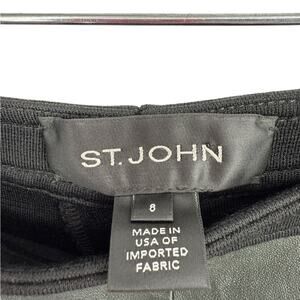 ST. JOHN
8
MADE IN
USA OF
IMPORTED
FABRIC